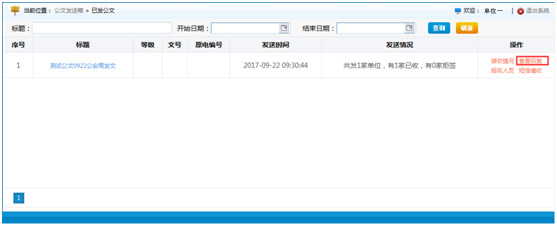 当前位置： 公文发送箱 > 已发公文 欢迎： 单位一 | 退出系统
标题： 开始日期： 结束日期： 查询 刷新
序号 标题 等级 文号 原电编号 发送时间 发送情况 操作
1 测试公文0922公安需发文 2017-09-22 09:30:44 共发1家单位，有1家已收，有0家拒签 接收情况 查看回复
报名人员 短信催收
1